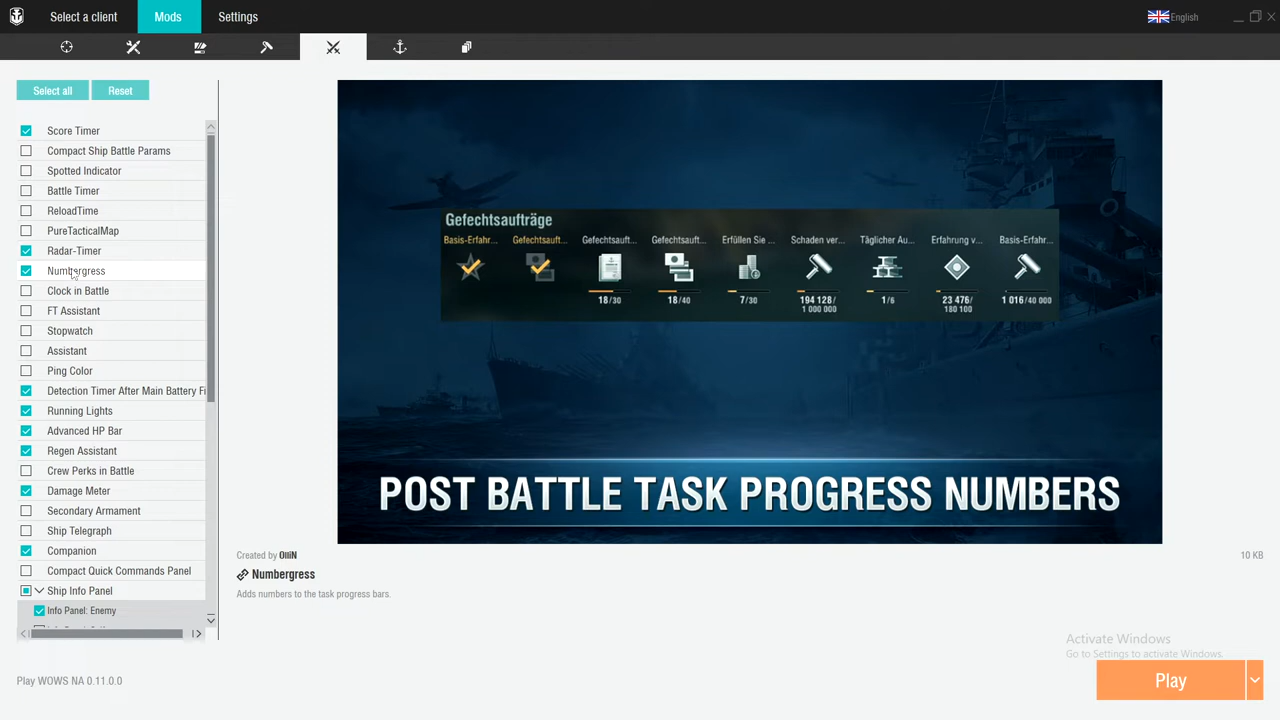 Select a client
Mods
Settings
English
Select all
Reset
Score Timer
Compact Ship Battle Params
Spotted Indicator
Battle Timer
ReloadTime
PureTacticalMap
Radar-Timer
Numbergress
Clock in Battle
FT Assistant
Stopwatch
Assistant
Ping Color
Detection Timer After Main Battery Fi
Running Lights
Advanced HP Bar
Regen Assistant
Crew Perks in Battle
Damage Meter
Secondary Armament
Ship Telegraph
Companion
Compact Quick Commands Panel
Ship Info Panel
Info Panel: Enemy
Gefechtsaufträge
Basis-Erfahr... Gefechtsauft... Gefechtsauft... Gefechtsauft... Erfüllen Sie ... Schaden ver... Täglicher Au... Erfahrung v... Basis-Erfahr...
18/30 18/40 7/30 194 128/ 1/6 23 476/ 1 016/40 000
1 000 000 180 100
POST BATTLE TASK PROGRESS NUMBERS
Created by OlliN
10 KB
Numbergress
Adds numbers to the task progress bars.
Activate Windows
Go to Settings to activate Windows.
Play WOWS NA 0.11.0.0
Play